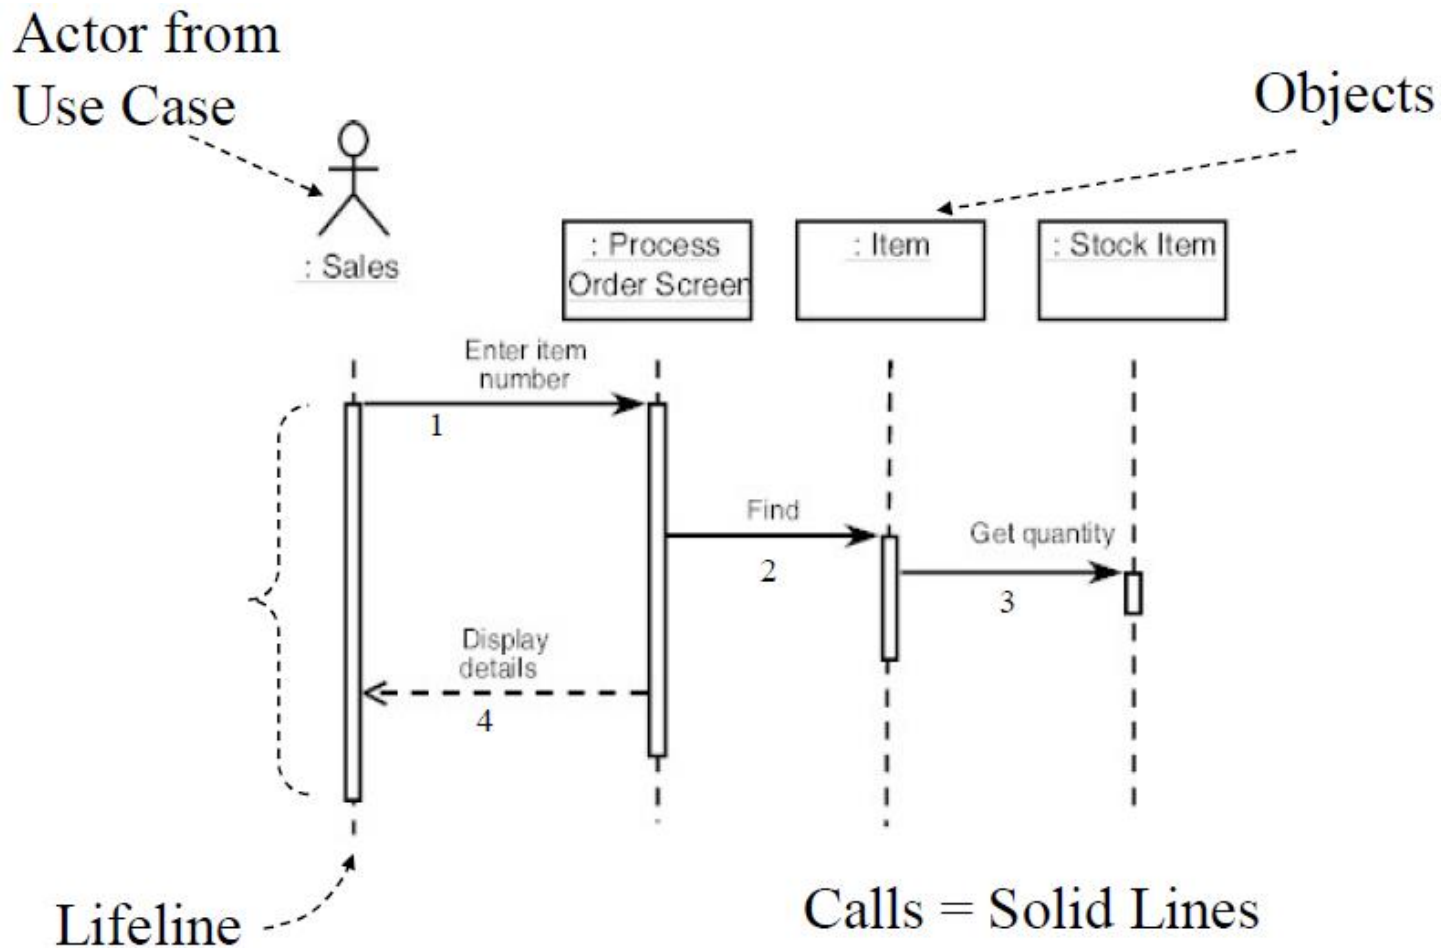 Actor from
Use Case
Objects
: Sales
: Process
Order Screen
: Item
: Stock Item
Enter item
number
1
Find
2
Get quantity
3
Display
details
4
Lifeline
Calls = Solid Lines